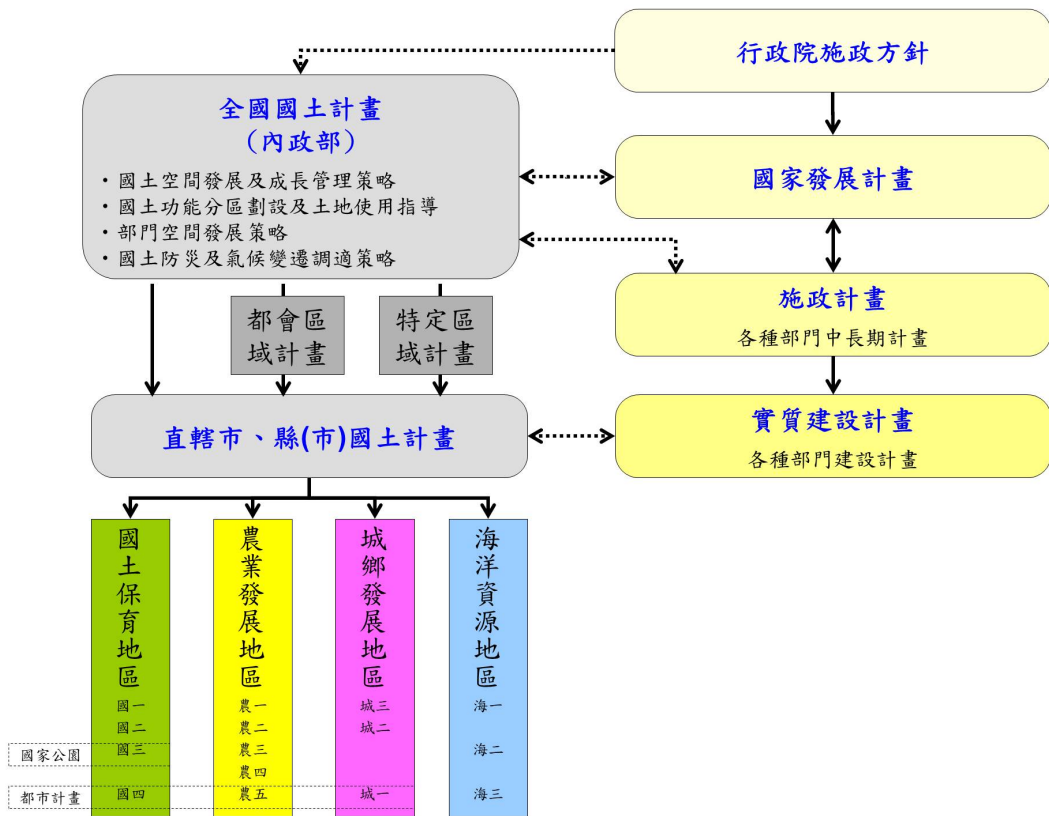 行政院施政方針
全國國土計畫
（內政部）
・國土空間發展及成長管理策略
・國土功能分區劃設及土地使用指導
・部門空間發展策略
・國土防災及氣候變遷調適策略
國家發展計畫
施政計畫
各種部門中長期計畫
都會區
域計畫
特定區
域計畫
直轄市、縣(市)國土計畫
實質建設計畫
各種部門建設計畫
國土保育地區
國一
國二
國三
國四
農業發展地區
農一
農二
農三
農四
農五
城鄉發展地區
城三
城二
城一
海洋資源地區
海一
海二
海三
國家公園
都市計畫